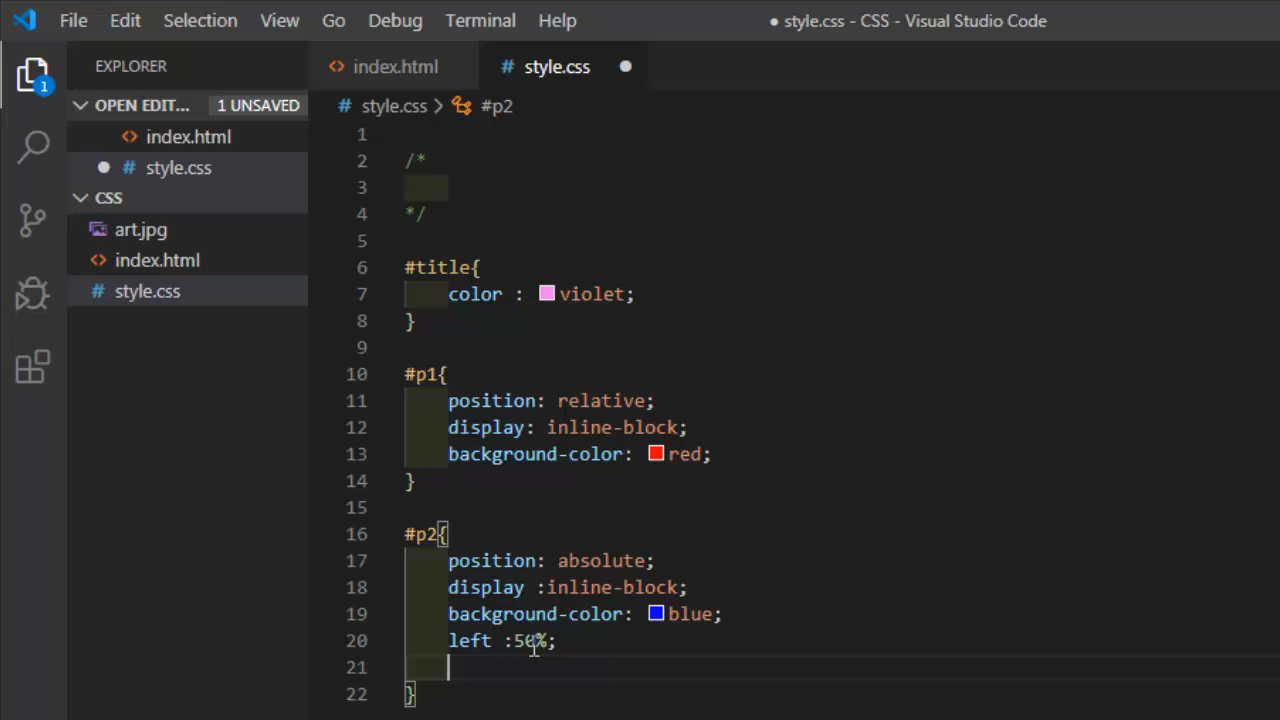 File Edit Selection View Go Debug Terminal Help ● style.css - CSS - Visual Studio Code
EXPLORER
OPEN EDIT... 1 UNSAVED
index.html
style.css
CSS
art.jpg
index.html
style.css
1
index.html
style.css
style.css > #p2
1
2 /*
3
4 */
5
6 #title{
7 color : violet;
8 }
9
10 #p1{
11 position: relative;
12 display: inline-block;
13 background-color: red;
14 }
15
16 #p2{
17 position: absolute;
18 display :inline-block;
19 background-color: blue;
20 left :50%;
21
22 }